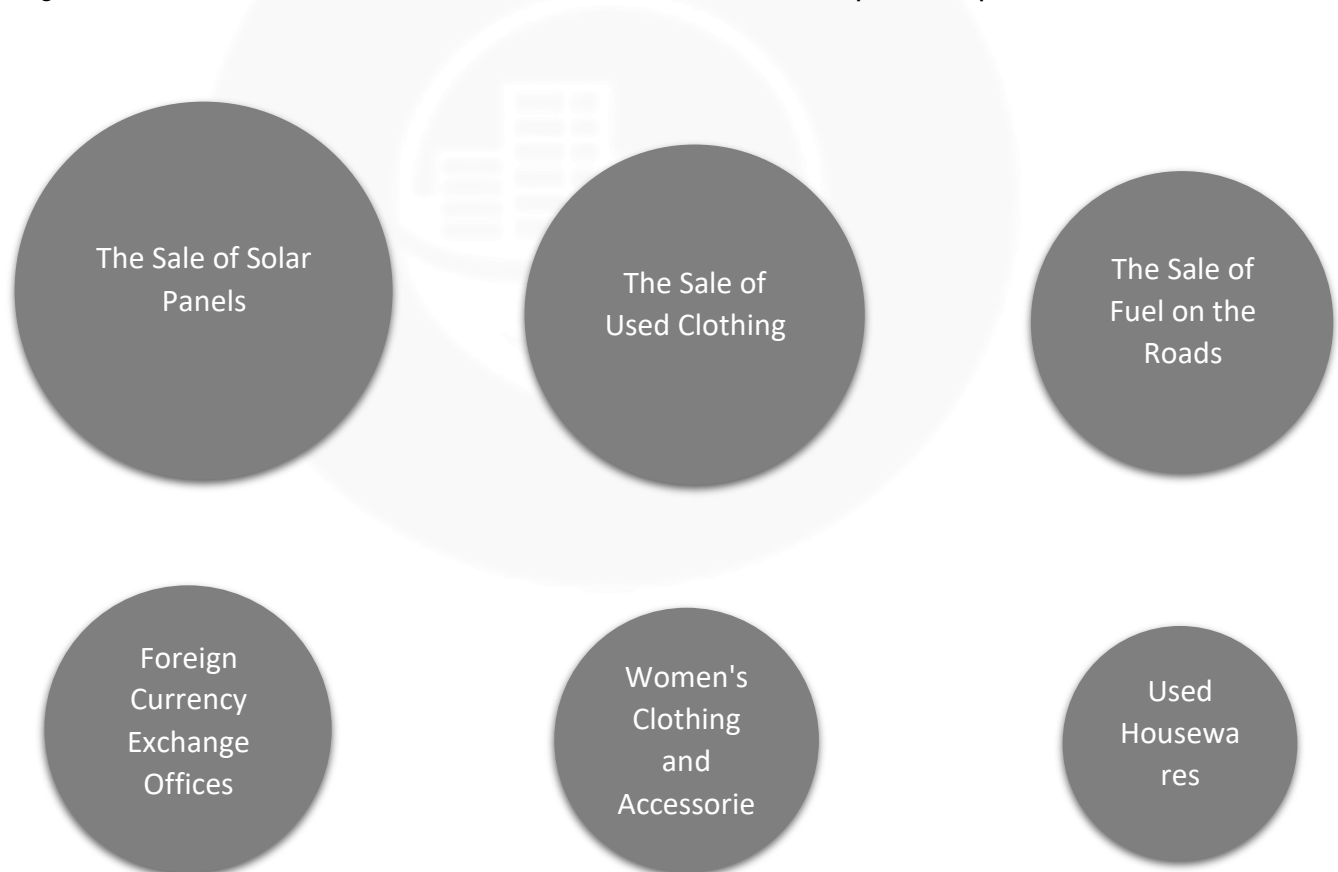 The Sale of Solar
Panels
The Sale of
Used Clothing
The Sale of
Fuel on the
Roads
Foreign
Currency
Exchange
Offices
Women's
Clothing
and
Accessorie
Used
Housewa
res